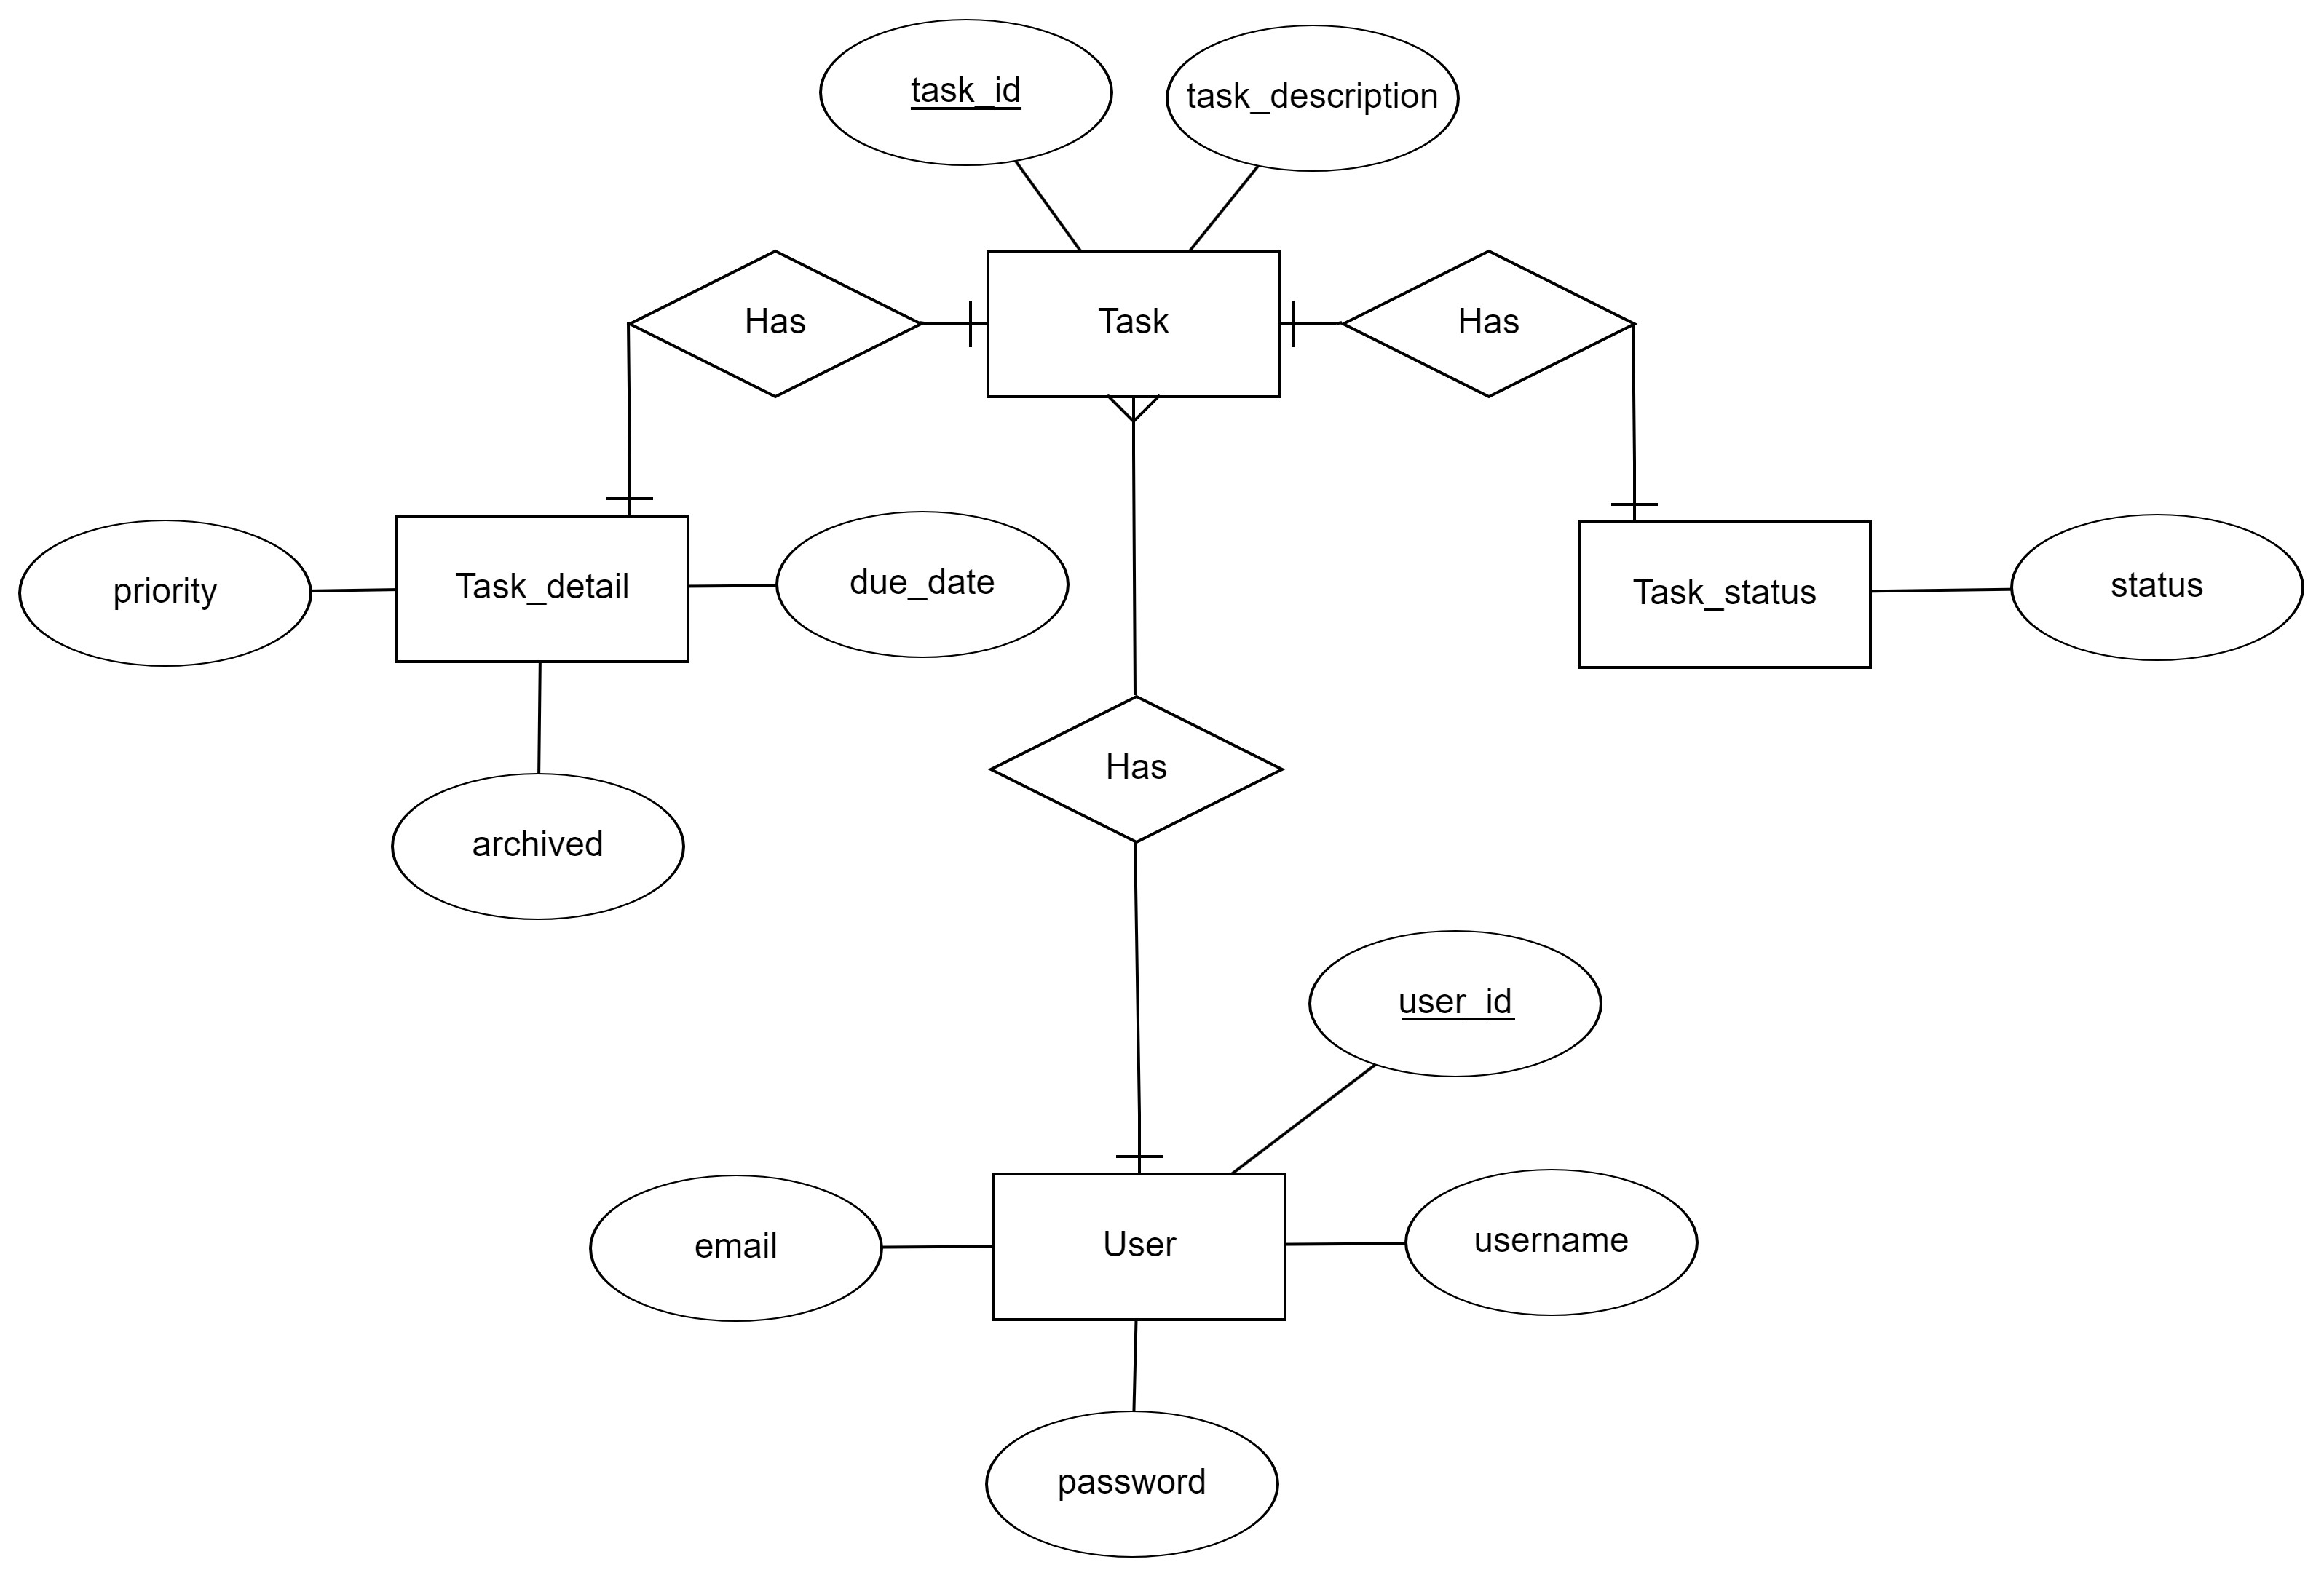 task_id
task_description
Has
Task
Has
priority
Task_detail
due_date
Task_status
status
Has
archived
user_id
email
User
username
password